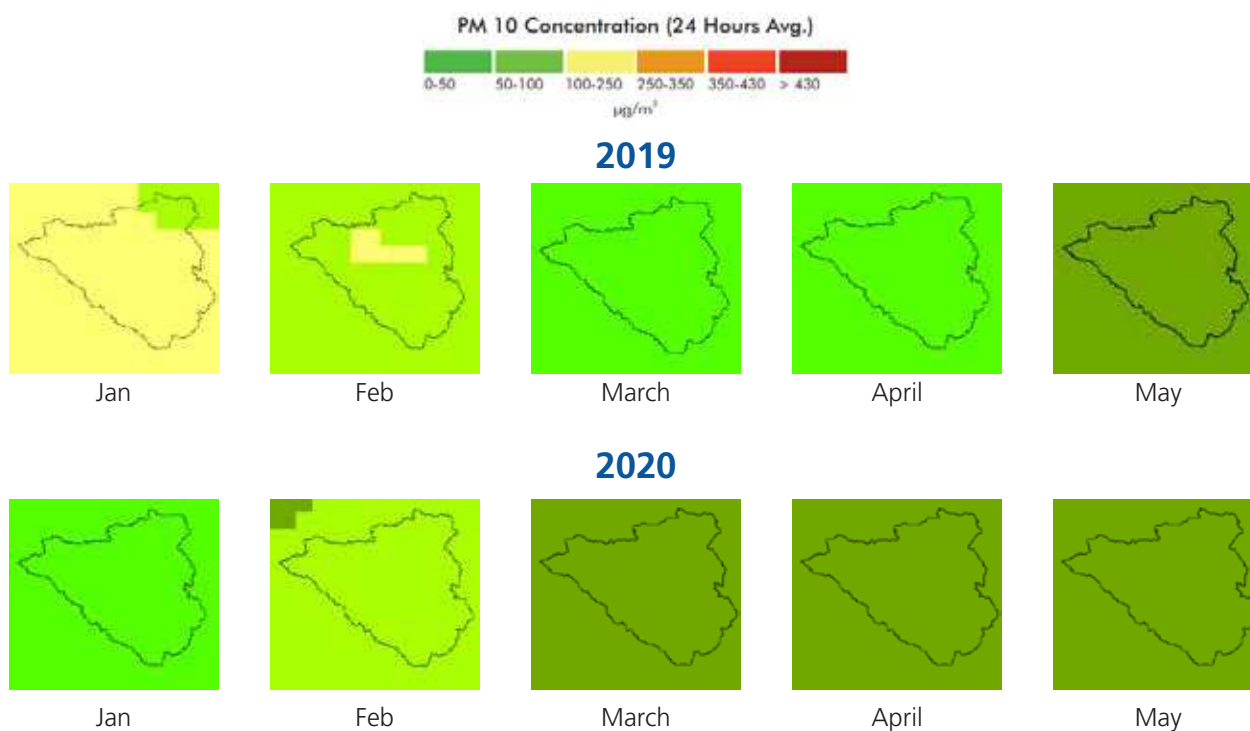 PM 10 Concentration (24 Hours Avg.)
0-50 50-100 100-250 250-350 350-430 > 430
µg/m³
2019
Jan Feb March April May
2020
Jan Feb March April May